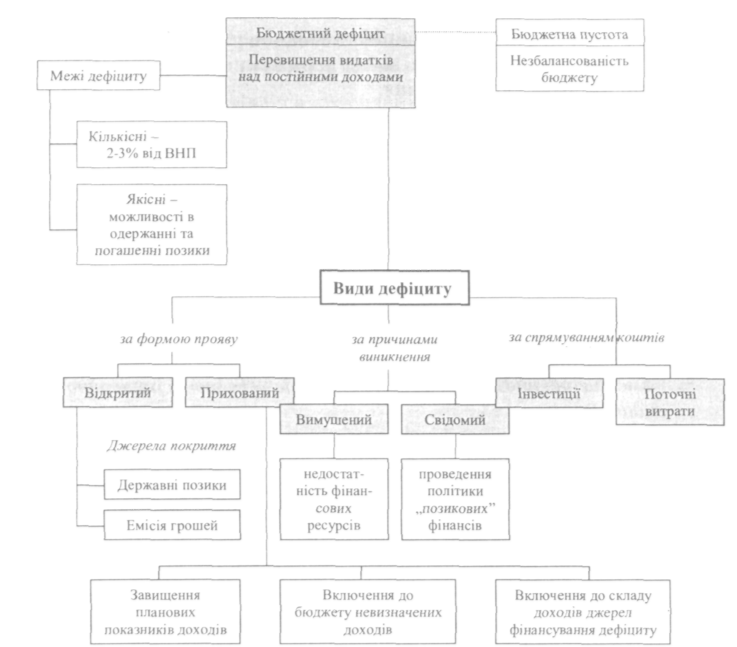 Бюджетний дефіцит
Перевищення видатків
над постійними доходами
Бюджетна пустота
Незбалансованість
бюджету
Межі дефіциту
Кількісні –
2-3% від ВНП
Якісні –
можливості в
одержанні та
погашенні позики
Види дефіциту
за формою прояву
за причинами
виникнення
за спрямуванням коштів
Відкритий
Прихований
Вимушений
Свідомий
Інвестиції
Поточні
витрати
Джерела покриття
Державні позики
Емісія грошей
недостат-
ність фінан-
сових
ресурсів
проведення
політики
„позикових”
фінансів
Завищення
планових
показників доходів
Включення до
бюджету невизначених
доходів
Включення до складу
доходів джерел
фінансування дефіциту